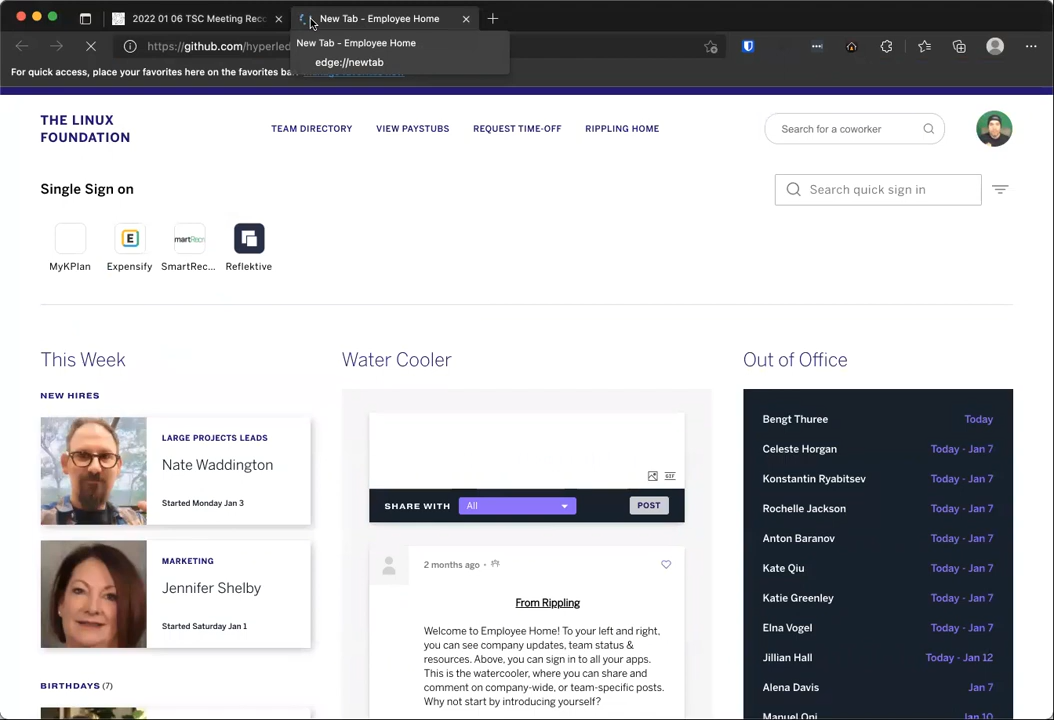 2022 01 06 TSC Meeting Rec
New Tab - Employee Home
https://github.com/hyperled
New Tab - Employee Home
edge://newtab
For quick access, place your favorites here on the favorites ba
THE LINUX
FOUNDATION
TEAM DIRECTORY
VIEW PAYSTUBS
REQUEST TIME-OFF
RIPPLING HOME
Search for a coworker
Single Sign on
Search quick sign in
E
martRecr
MyKPlan
Expensify
SmartRec...
Reflektive
This Week
NEW HIRES
LARGE PROJECTS LEADS
Nate Waddington
Started Monday Jan 3
MARKETING
Jennifer Shelby
Started Saturday Jan 1
BIRTHDAYS (7)
Water Cooler
GIF
SHARE WITH
All
POST
2 months ago •
From Rippling
Welcome to Employee Home! To your left and right,
you can see company updates, team status &
resources. Above, you can sign in to all your apps.
This is the watercooler, where you can share and
comment on company-wide, or team-specific posts.
Why not start by introducing yourself?
Out of Office
Bengt Thuree Today
Celeste Horgan Today - Jan 7
Konstantin Ryabitsev Today - Jan 7
Rochelle Jackson Today - Jan 7
Anton Baranov Today - Jan 7
Kate Qiu Today - Jan 7
Katie Greenley Today - Jan 7
Elna Vogel Today - Jan 7
Jillian Hall Today - Jan 12
Alena Davis Jan 7
Manuel Oni Jan 10